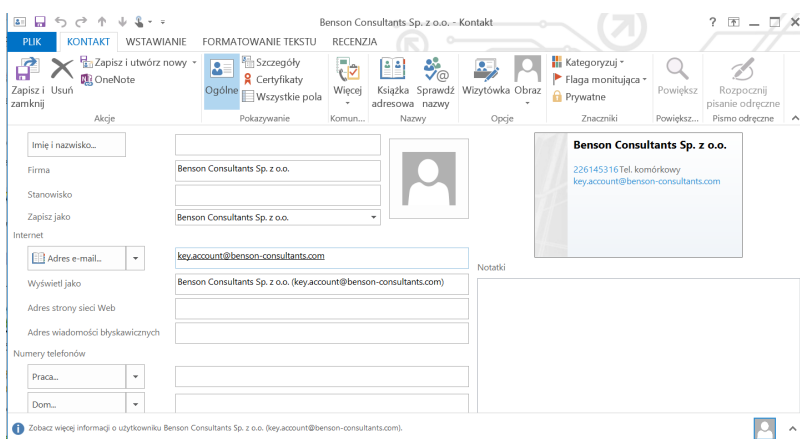 Benson Consultants Sp. z o.o. - Kontakt
PLIK KONTAKT WSTAWIANIE FORMATOWANIE TEKSTU RECENZJA
Zapisz i zamknij
Usuń
Zapisz i utwórz nowy
OneNote
Akcje
Ogólne
Szczegóły
Certyfikaty
Wszystkie pola
Pokazywanie
Więcej
Komun...
Książka adresowa
Sprawdź nazwy
Nazwy
Wizytówka
Obraz
Opcje
Kategoryzuj
Flaga monitująca
Prywatne
Znaczniki
Powiększ
Powiększ...
Rozpocznij pisanie odręczne
Pismo odręczne
Imię i nazwisko...
Firma Benson Consultants Sp. z o.o.
Stanowisko
Zapisz jako Benson Consultants Sp. z o.o.
Internet
Adres e-mail... key.account@benson-consultants.com
Wyświetl jako Benson Consultants Sp. z o.o. (key.account@benson-consultants.com)
Adres strony sieci Web
Adres wiadomości błyskawicznych
Numery telefonów
Praca...
Dom...
Benson Consultants Sp. z o.o.
226145316 Tel. komórkowy
key.account@benson-consultants.com
Notatki
Zobacz więcej informacji o użytkowniku Benson Consultants Sp. z o.o. (key.account@benson-consultants.com).